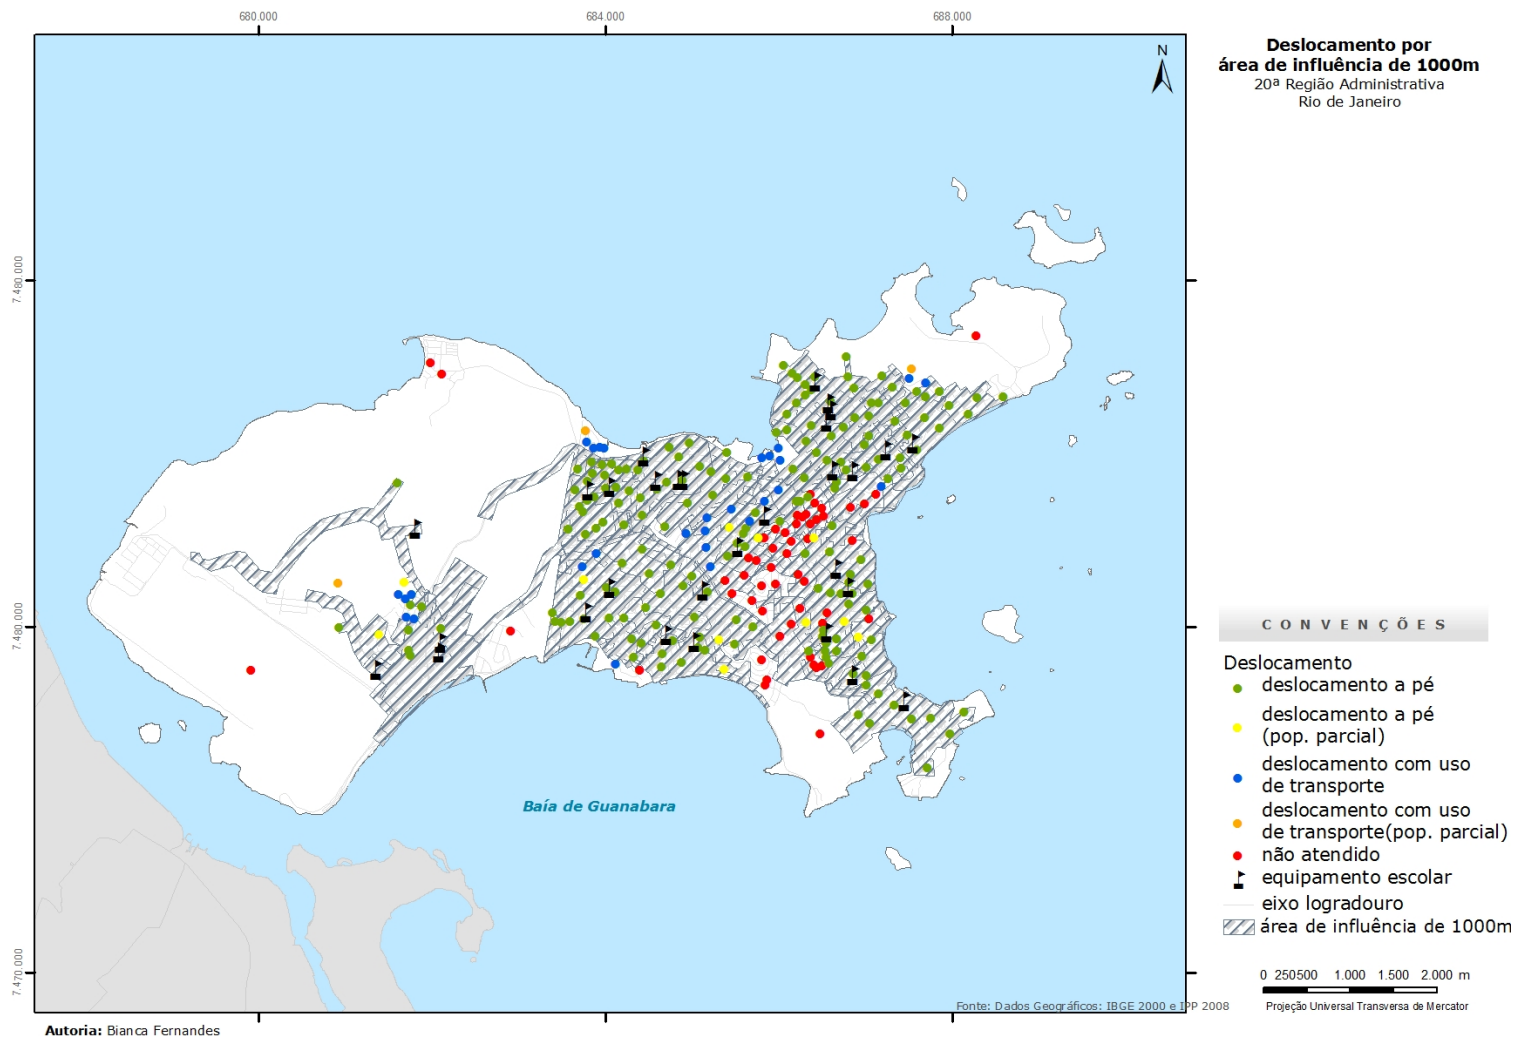 680.000
684.000
688.000
N
Deslocamento por
área de influência de 1000m
20ª Região Administrativa
Rio de Janeiro
7.480.000
7.480.000
7.470.000
Baía de Guanabara
CONVENÇÕES
Deslocamento
deslocamento a pé
deslocamento a pé
(pop. parcial)
deslocamento com uso
de transporte
deslocamento com uso
de transporte(pop. parcial)
não atendido
equipamento escolar
eixo logradouro
área de influência de 1000m
0 250500 1.000 1.500 2.000 m
Projeção Universal Transversa de Mercator
Fonte: Dados Geográficos: IBGE 2000 e IPP 2008
Autoria: Bianca Fernandes